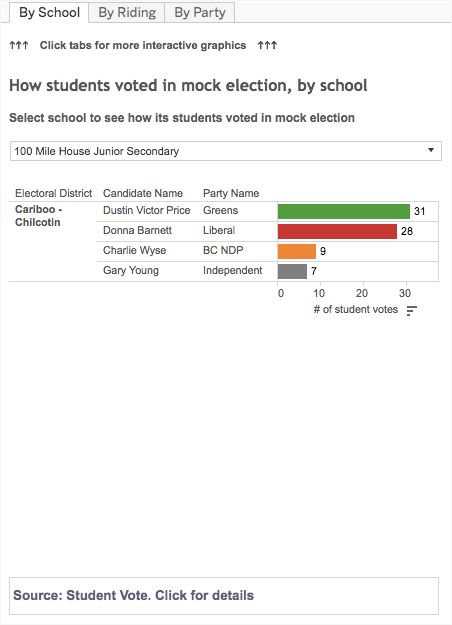 By School By Riding By Party
↑↑↑ Click tabs for more interactive graphics ↑↑↑
How students voted in mock election, by school
Select school to see how its students voted in mock election
100 Mile House Junior Secondary
Electoral District Candidate Name Party Name
Cariboo - Chilcotin Dustin Victor Price Greens 31
Donna Barnett Liberal 28
Charlie Wyse BC NDP 9
Gary Young Independent 7
0 10 20 30
# of student votes
Source: Student Vote. Click for details